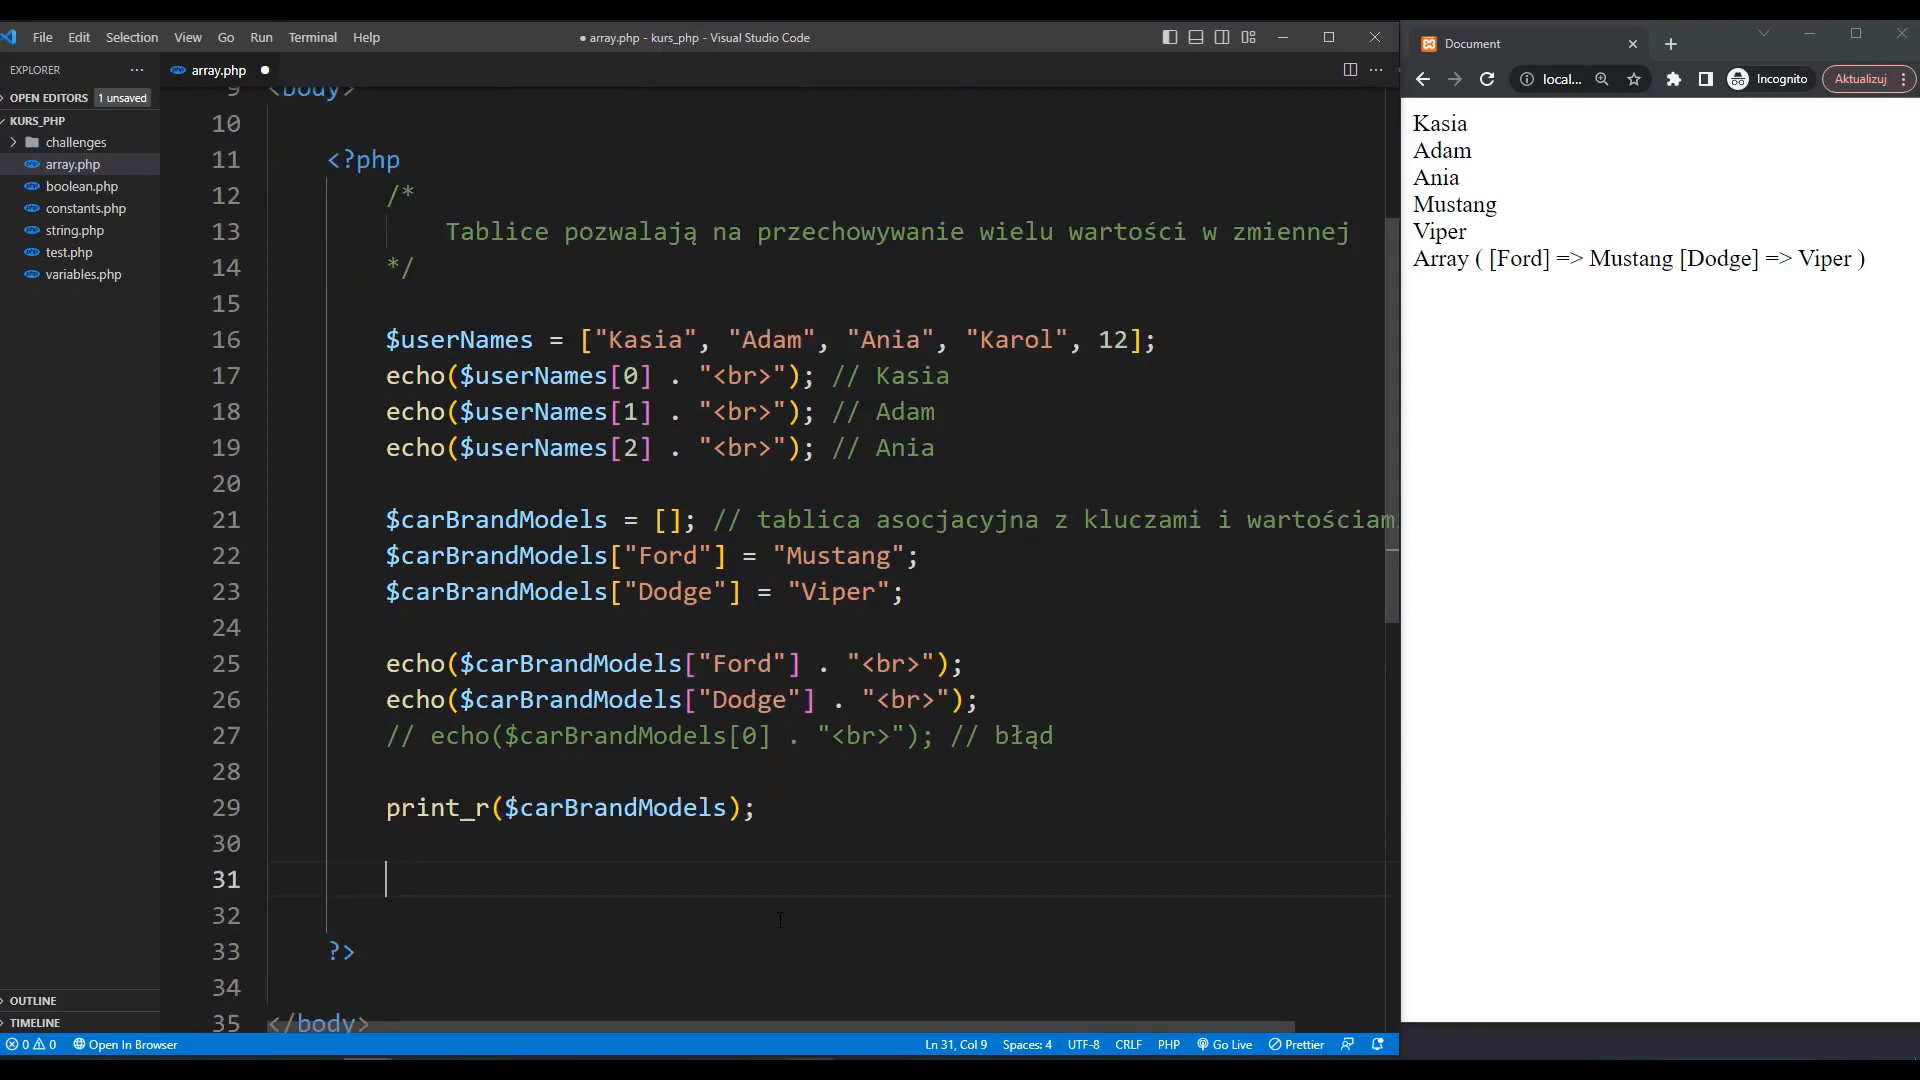 File Edit Selection View Go Run Terminal Help
● array.php - kurs_php - Visual Studio Code
EXPLORER
OPEN EDITORS 1 unsaved
KURS_PHP
challenges
array.php
boolean.php
constants.php
string.php
test.php
variables.php
OUTLINE
TIMELINE
array.php
9 <body>
10
11 <?php
12 /*
13 Tablice pozwalają na przechowywanie wielu wartości w zmiennej
14 */
15
16 $userNames = ["Kasia", "Adam", "Ania", "Karol", 12];
17 echo($userNames[0] . "<br>"); // Kasia
18 echo($userNames[1] . "<br>"); // Adam
19 echo($userNames[2] . "<br>"); // Ania
20
21 $carBrandModels = []; // tablica asocjacyjna z kluczami i wartościam
22 $carBrandModels["Ford"] = "Mustang";
23 $carBrandModels["Dodge"] = "Viper";
24
25 echo($carBrandModels["Ford"] . "<br>");
26 echo($carBrandModels["Dodge"] . "<br>");
27 // echo($carBrandModels[0] . "<br>"); // błąd
28
29 print_r($carBrandModels);
30
31
32
33 ?>
34
35 </body>
0 0 Open In Browser
Ln 31, Col 9 Spaces: 4 UTF-8 CRLF PHP Go Live Prettier
Document
local... Incognito Aktualizuj
Kasia
Adam
Ania
Mustang
Viper
Array ( [Ford] => Mustang [Dodge] => Viper )